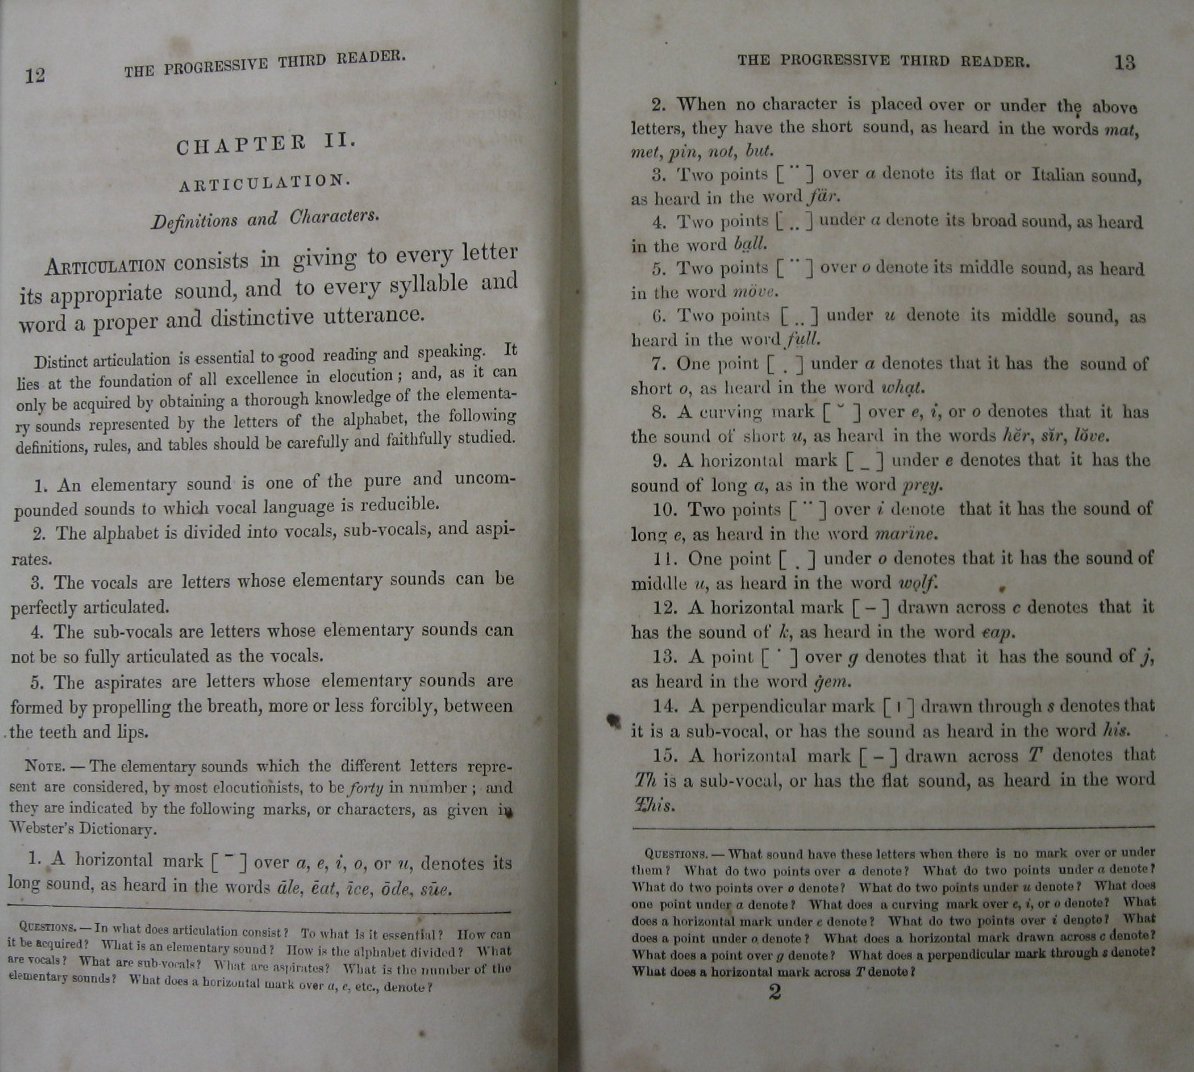 12 THE PROGRESSIVE THIRD READER.
CHAPTER II.
ARTICULATION.
Definitions and Characters.
ARTICULATION consists in giving to every letter
its appropriate sound, and to every syllable and
word a proper and distinctive utterance.
Distinct articulation is essential to good reading and speaking. It
lies at the foundation of all excellence in elocution; and, as it can
only be acquired by obtaining a thorough knowledge of the elementa-
ry sounds represented by the letters of the alphabet, the following
definitions, rules, and tables should be carefully and faithfully studied.
1. An elementary sound is one of the pure and uncom-
pounded sounds to which vocal language is reducible.
2. The alphabet is divided into vocals, sub-vocals, and aspi-
rates.
3. The vocals are letters whose elementary sounds can be
perfectly articulated.
4. The sub-vocals are letters whose elementary sounds can
not be so fully articulated as the vocals.
5. The aspirates are letters whose elementary sounds are
formed by propelling the breath, more or less forcibly, between
the teeth and lips.
NOTE. — The elementary sounds which the different letters repre-
sent are considered, by most elocutionists, to be forty in number; and
they are indicated by the following marks, or characters, as given in
Webster's Dictionary.
1. A horizontal mark [ ¯ ] over a, e, i, o, or u, denotes its
long sound, as heard in the words āle, ēat, īce, ōde, sūe.
QUESTIONS. — In what does articulation consist? To what is it essential? How can
it be acquired? What is an elementary sound? How is the alphabet divided? What
are vocals? What are sub-vocals? What are aspirates? What is the number of the
elementary sounds? What does a horizontal mark over a, e, etc., denote?
THE PROGRESSIVE THIRD READER. 13
2. When no character is placed over or under the above
letters, they have the short sound, as heard in the words mat,
met, pin, not, but.
3. Two points [ ¨ ] over a denote its flat or Italian sound,
as heard in the word fär.
4. Two points [ .. ] under a denote its broad sound, as heard
in the word ba̤ll.
5. Two points [ ¨ ] over o denote its middle sound, as heard
in the word möve.
6. Two points [ .. ] under u denote its middle sound, as
heard in the word fṳll.
7. One point [ . ] under a denotes that it has the sound of
short o, as heard in the word whạt.
8. A curving mark [ ˘ ] over e, i, or o denotes that it has
the sound of short u, as heard in the words hĕr, sĭr, lŏve.
9. A horizontal mark [ _ ] under e denotes that it has the
sound of long a, as in the word pre̱y.
10. Two points [ ¨ ] over i denote that it has the sound of
long e, as heard in the word marïne.
11. One point [ . ] under o denotes that it has the sound of
middle u, as heard in the word wọlf.
12. A horizontal mark [ – ] drawn across c denotes that it
has the sound of k, as heard in the word c̵ap.
13. A point [ ˙ ] over g denotes that it has the sound of j,
as heard in the word ġem.
14. A perpendicular mark [ ı ] drawn through s denotes that
it is a sub-vocal, or has the sound as heard in the word his.
15. A horizontal mark [ – ] drawn across T denotes that
Th is a sub-vocal, or has the flat sound, as heard in the word
Ŧhis.
QUESTIONS. — What sound have these letters when there is no mark over or under
them? What do two points over a denote? What do two points under a denote?
What do two points over o denote? What do two points under u denote? What does
one point under a denote? What does a curving mark over e, i, or o denote? What
does a horizontal mark under e denote? What do two points over i denote? What
does a point under o denote? What does a horizontal mark drawn across c denote?
What does a point over g denote? What does a perpendicular mark through s denote?
What does a horizontal mark across T denote?
2